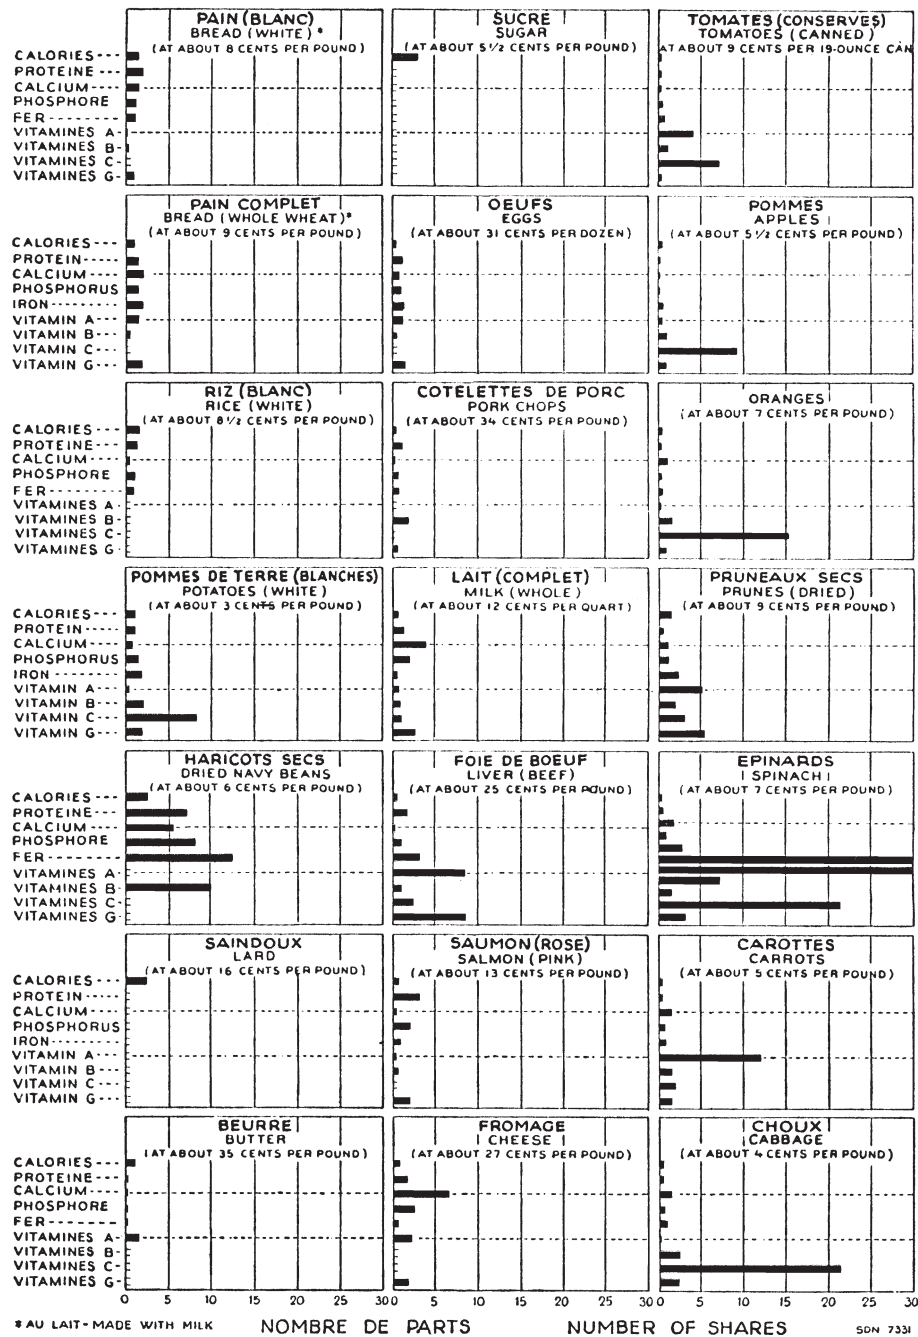 PAIN (BLANC)
BREAD (WHITE) *
(AT ABOUT 8 CENTS PER POUND)
SUCRE
SUGAR
(AT ABOUT 5 1/2 CENTS PER POUND)
TOMATES (CONSERVES)
TOMATOES (CANNED)
AT ABOUT 9 CENTS PER 19-OUNCE CAN
CALORIES
PROTEINE
CALCIUM
PHOSPHORE
FER
VITAMINES A
VITAMINES B
VITAMINES C
VITAMINES G
PAIN COMPLET
BREAD (WHOLE WHEAT)*
(AT ABOUT 9 CENTS PER POUND)
OEUFS
EGGS
(AT ABOUT 31 CENTS PER DOZEN)
POMMES
APPLES
(AT ABOUT 5 1/2 CENTS PER POUND)
CALORIES
PROTEIN
CALCIUM
PHOSPHORUS
IRON
VITAMIN A
VITAMIN B
VITAMIN C
VITAMIN G
RIZ (BLANC)
RICE (WHITE)
(AT ABOUT 8 1/2 CENTS PER POUND)
COTELETTES DE PORC
PORK CHOPS
(AT ABOUT 34 CENTS PER POUND)
ORANGES
(AT ABOUT 7 CENTS PER POUND)
CALORIES
PROTEINE
CALCIUM
PHOSPHORE
FER
VITAMINES A
VITAMINES B
VITAMINES C
VITAMINES G
POMMES DE TERRE (BLANCHES)
POTATOES (WHITE)
(AT ABOUT 3 CENTS PER POUND)
LAIT (COMPLET)
MILK (WHOLE)
(AT ABOUT 12 CENTS PER QUART)
PRUNEAUX SECS
PRUNES (DRIED)
(AT ABOUT 9 CENTS PER POUND)
CALORIES
PROTEIN
CALCIUM
PHOSPHORUS
IRON
VITAMIN A
VITAMIN B
VITAMIN C
VITAMIN G
HARICOTS SECS
DRIED NAVY BEANS
(AT ABOUT 6 CENTS PER POUND)
FOIE DE BOEUF
LIVER (BEEF)
(AT ABOUT 25 CENTS PER POUND)
EPINARDS
SPINACH
(AT ABOUT 7 CENTS PER POUND)
CALORIES
PROTEINE
CALCIUM
PHOSPHORE
FER
VITAMINES A
VITAMINES B
VITAMINES C
VITAMINES G
SAINDOUX
LARD
(AT ABOUT 16 CENTS PER POUND)
SAUMON (ROSE)
SALMON (PINK)
(AT ABOUT 13 CENTS PER POUND)
CAROTTES
CARROTS
(AT ABOUT 5 CENTS PER POUND)
CALORIES
PROTEIN
CALCIUM
PHOSPHORUS
IRON
VITAMIN A
VITAMIN B
VITAMIN C
VITAMIN G
BEURRE
BUTTER
(AT ABOUT 35 CENTS PER POUND)
FROMAGE
CHEESE
(AT ABOUT 27 CENTS PER POUND)
CHOUX
CABBAGE
(AT ABOUT 4 CENTS PER POUND)
CALORIES
PROTEINE
CALCIUM
PHOSPHORE
FER
VITAMINES A
VITAMINES B
VITAMINES C
VITAMINES G
0 5 10 15 20 25 30 0 5 10 15 20 25 30 0 5 10 15 20 25 30
* AU LAIT - MADE WITH MILK NOMBRE DE PARTS NUMBER OF SHARES SDN 7331